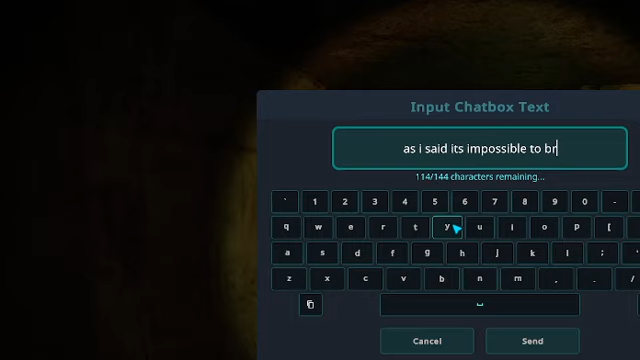 Input Chatbox Text
as i said its impossible to br
114/144 characters remaining...
` 1 2 3 4 5 6 7 8 9 0 -
q w e r t y u i o p [
a s d f g h j k l ; '
z x c v b n m , . /
Cancel Send